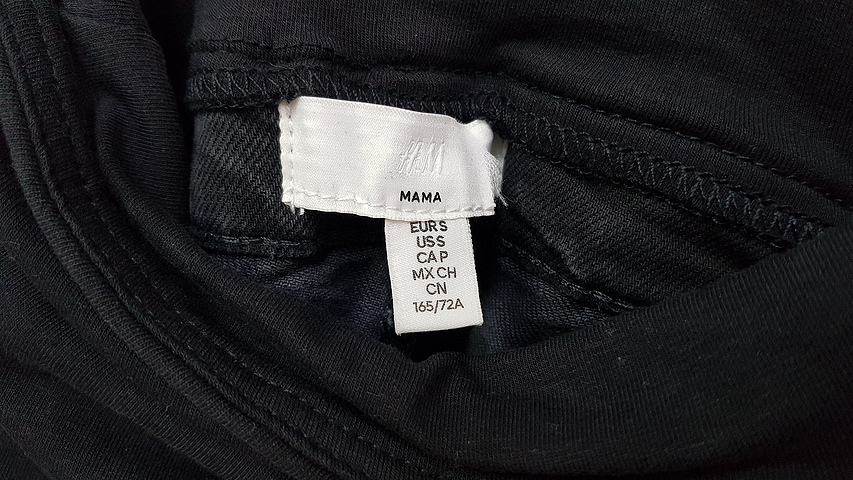 H&M
MAMA
EUR S
US S
CA P
MX CH
CN
165/72A